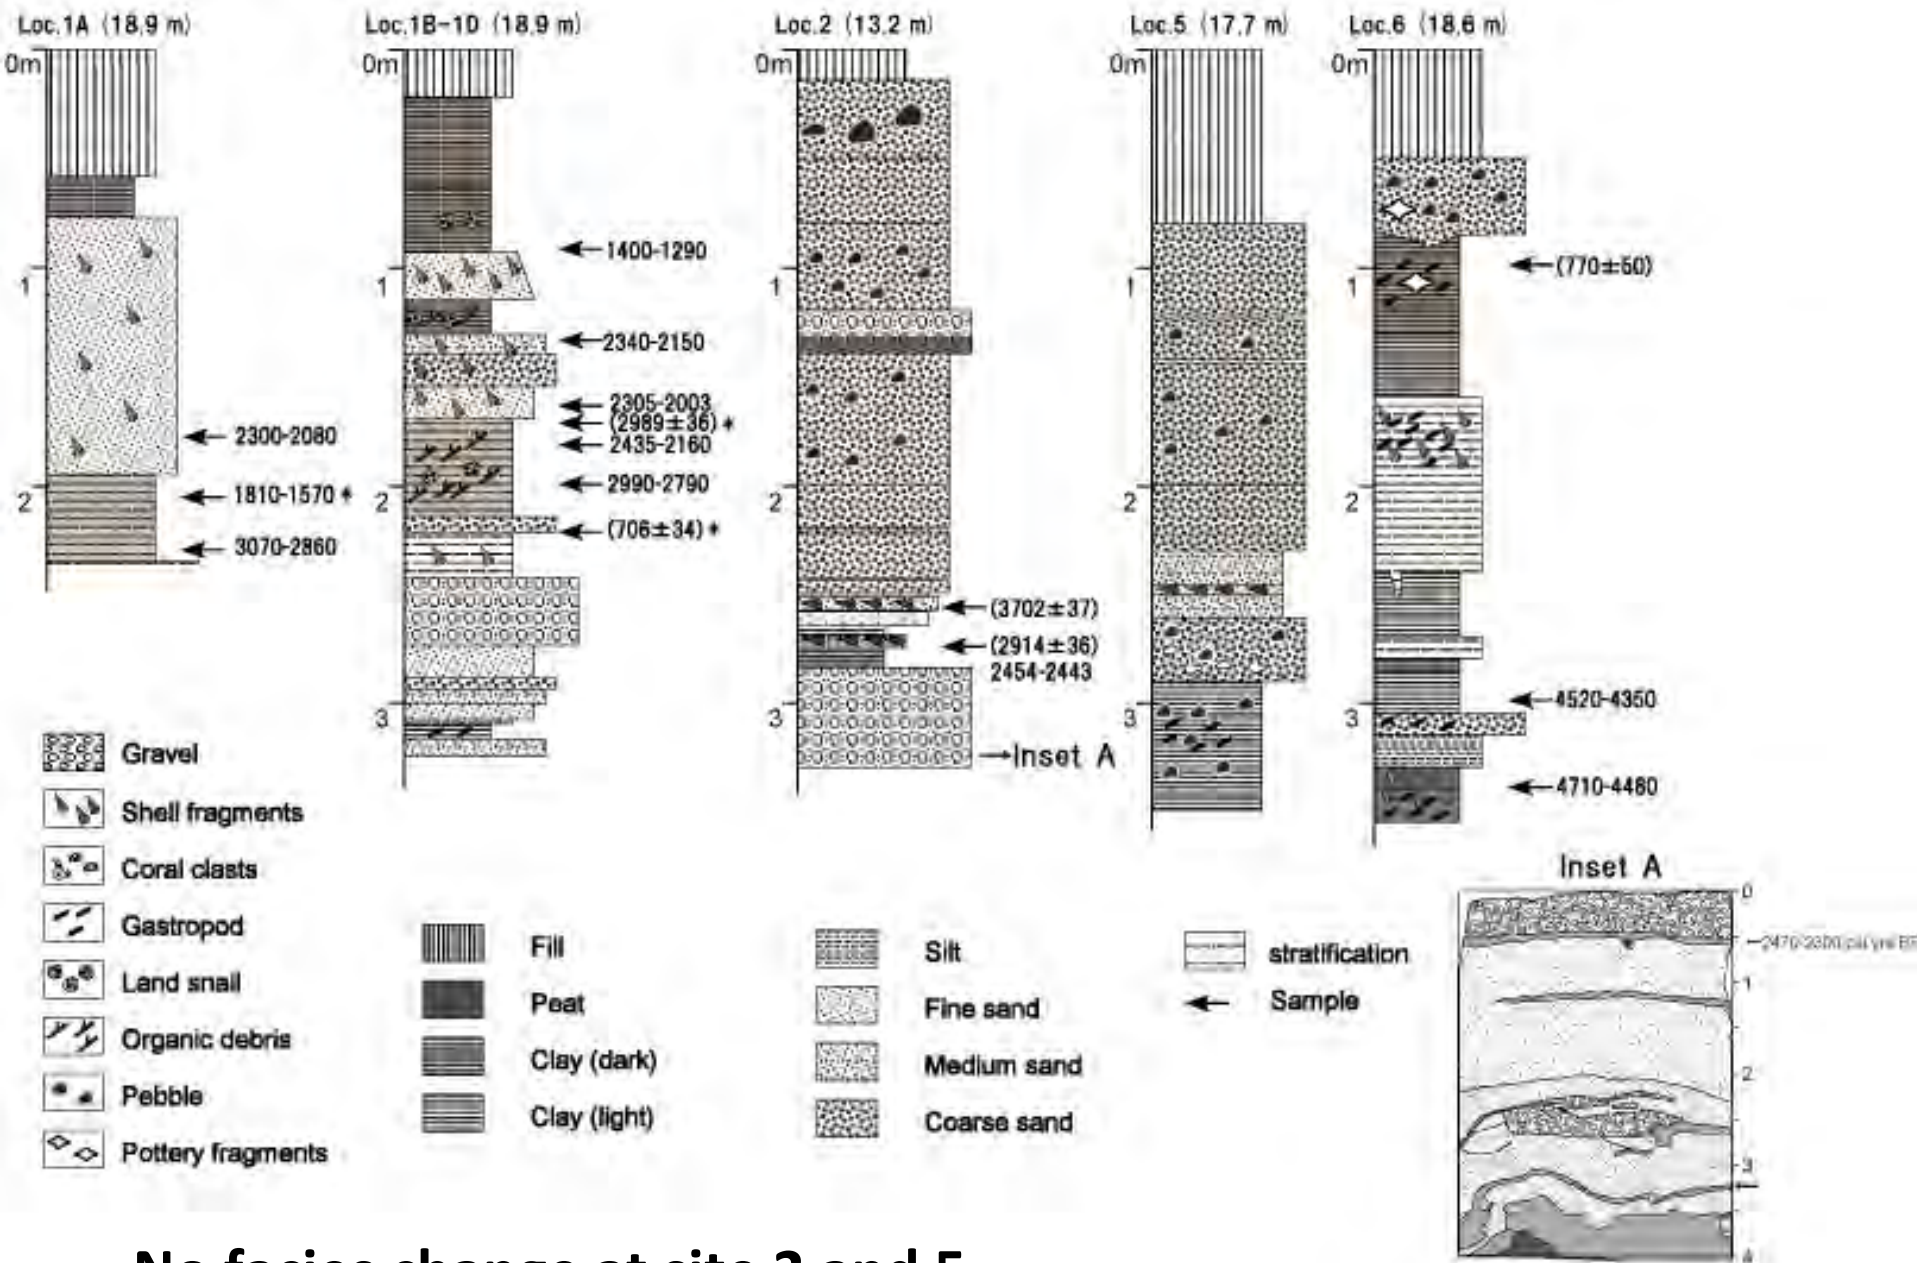 Loc.1A (18.9 m)
0m
1
2
2300-2080
1810-1570 *
3070-2860
Loc.1B-1D (18.9 m)
0m
1
2
3
1400-1290
2340-2150
2305-2003
(2989±36) *
2435-2160
2990-2790
(706±34) *
Loc.2 (13.2 m)
0m
1
2
3
(3702±37)
(2914±36)
2454-2443
→Inset A
Loc.5 (17.7 m)
0m
1
2
3
Loc.6 (18.6 m)
0m
1
2
3
(770±50)
4520-4350
4710-4480
Gravel
Shell fragments
Coral clasts
Gastropod
Land snail
Organic debris
Pebble
Pottery fragments
Fill
Peat
Clay (dark)
Clay (light)
Silt
Fine sand
Medium sand
Coarse sand
stratification
Sample
Inset A
0
1
2
3
4